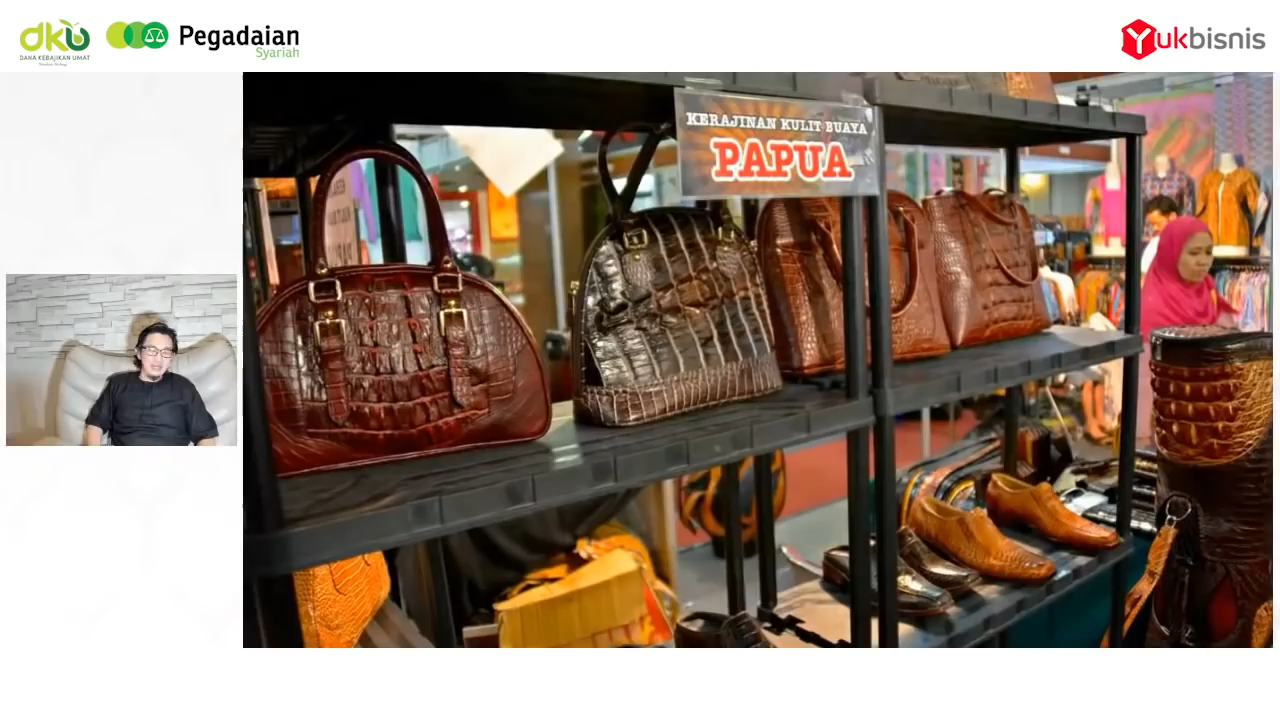 dku
DANA KEBAJIKAN UMAT
Pegadaian
Syariah
Yukbisnis
KERAJINAN KULIT BUAYA
PAPUA